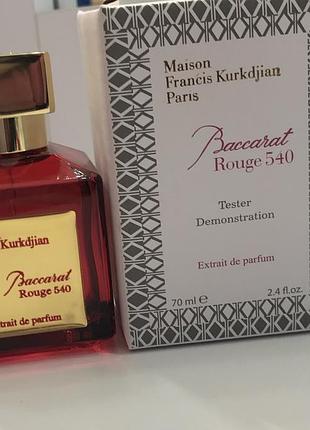 Maison
Francis Kurkdjian
Paris
Baccarat
Rouge 540
Tester
Demonstration
Extrait de parfum
70 ml e
2.4 fl.oz.
Kurkdjian
Baccarat
Rouge 540
trait de parfum